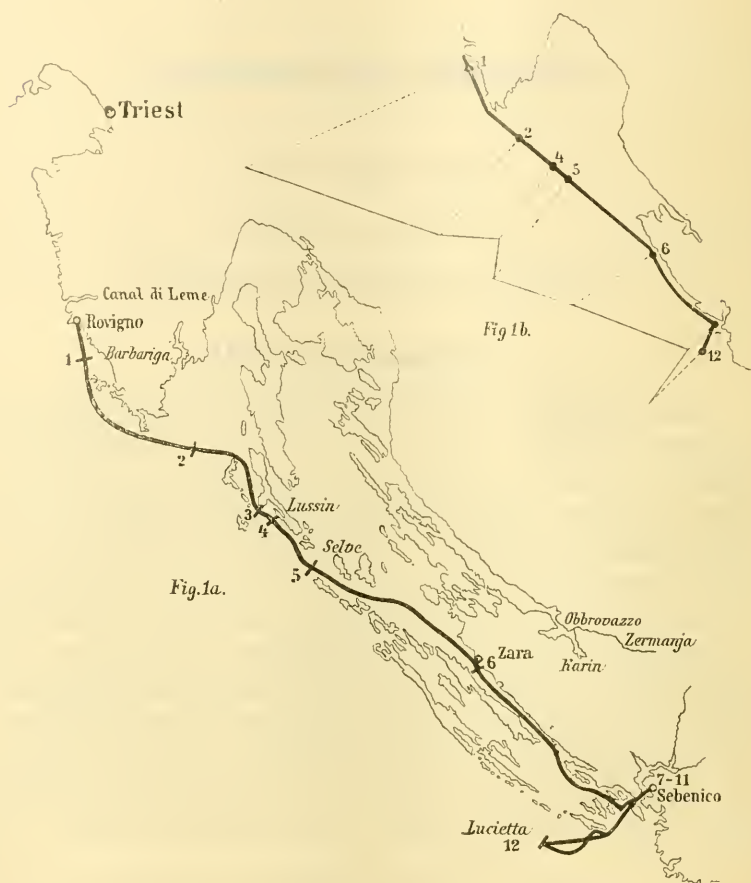 Triest
1
2
4
5
6
7
12
Fig 1b.
Canal di Leme
Rovigno
1
Barbariga
2
Lussin
3
4
Selve
5
Fig.1a.
Obbrovazzo
Zermanja
Karin
Zara
6
7-11
Sebenico
Lucietta
12